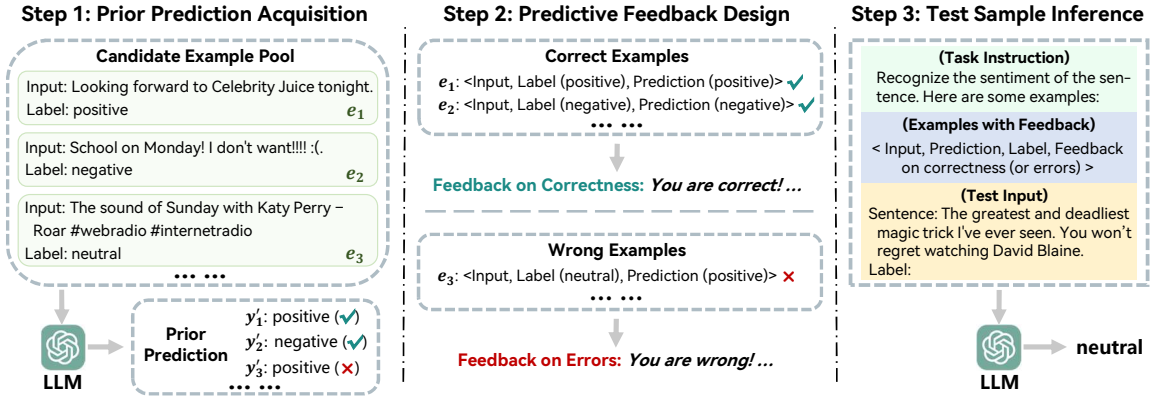 Step 1: Prior Prediction Acquisition
Candidate Example Pool
Input: Looking forward to Celebrity Juice tonight.
Label: positive
e₁
Input: School on Monday! I don't want!!!! :(.
Label: negative
e₂
Input: The sound of Sunday with Katy Perry –
Roar #webradio #internetradio
Label: neutral
e₃
... ...
LLM
Prior
Prediction
y′₁: positive (✓)
y′₂: negative (✓)
y′₃: positive (×)
... ...
Step 2: Predictive Feedback Design
Correct Examples
e₁: <Input, Label (positive), Prediction (positive)> ✓
e₂: <Input, Label (negative), Prediction (negative)> ✓
... ...
Feedback on Correctness: You are correct! ...
Wrong Examples
e₃: <Input, Label (neutral), Prediction (positive)> ×
... ...
Feedback on Errors: You are wrong! ...
Step 3: Test Sample Inference
(Task Instruction)
Recognize the sentiment of the sen-
tence. Here are some examples:
(Examples with Feedback)
< Input, Prediction, Label, Feedback
on correctness (or errors) >
(Test Input)
Sentence: The greatest and deadliest
magic trick I've ever seen. You won't
regret watching David Blaine.
Label:
LLM
neutral